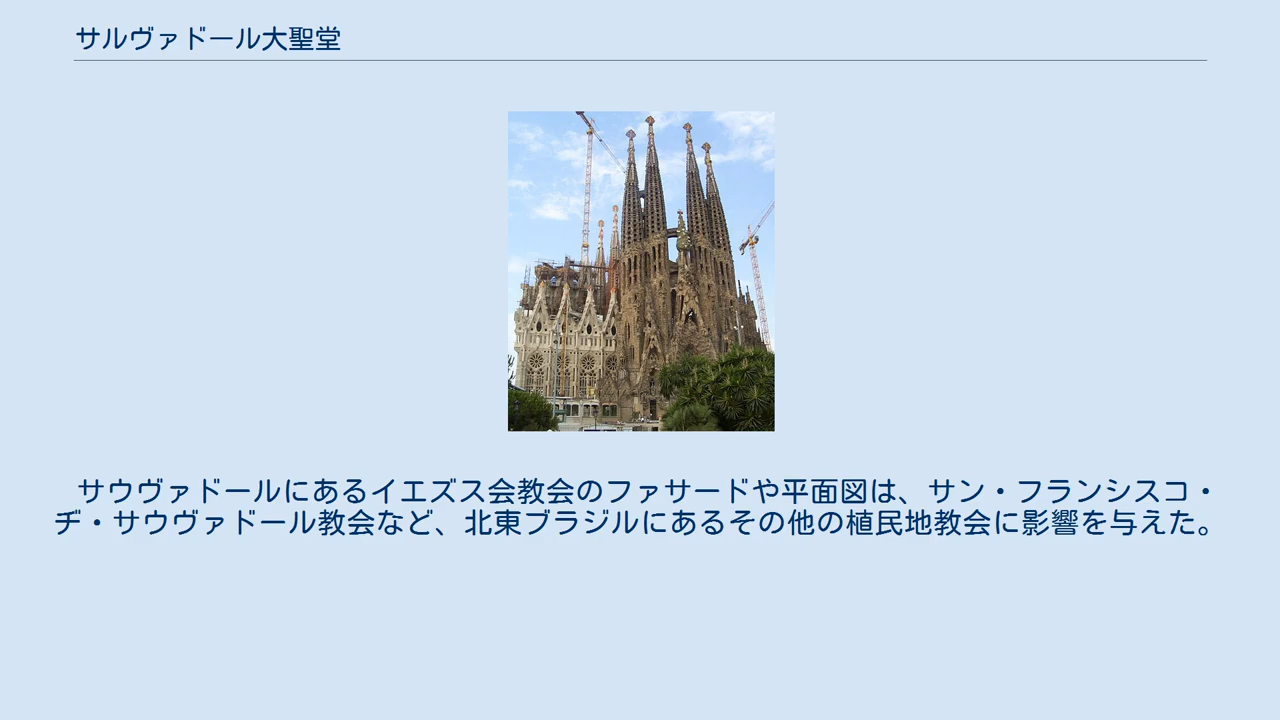 サルヴァドール大聖堂
サウヴァドールにあるイエズス会教会のファサードや平面図は、サン・フランシスコ・
ヂ・サウヴァドール教会など、北東ブラジルにあるその他の植民地教会に影響を与えた。